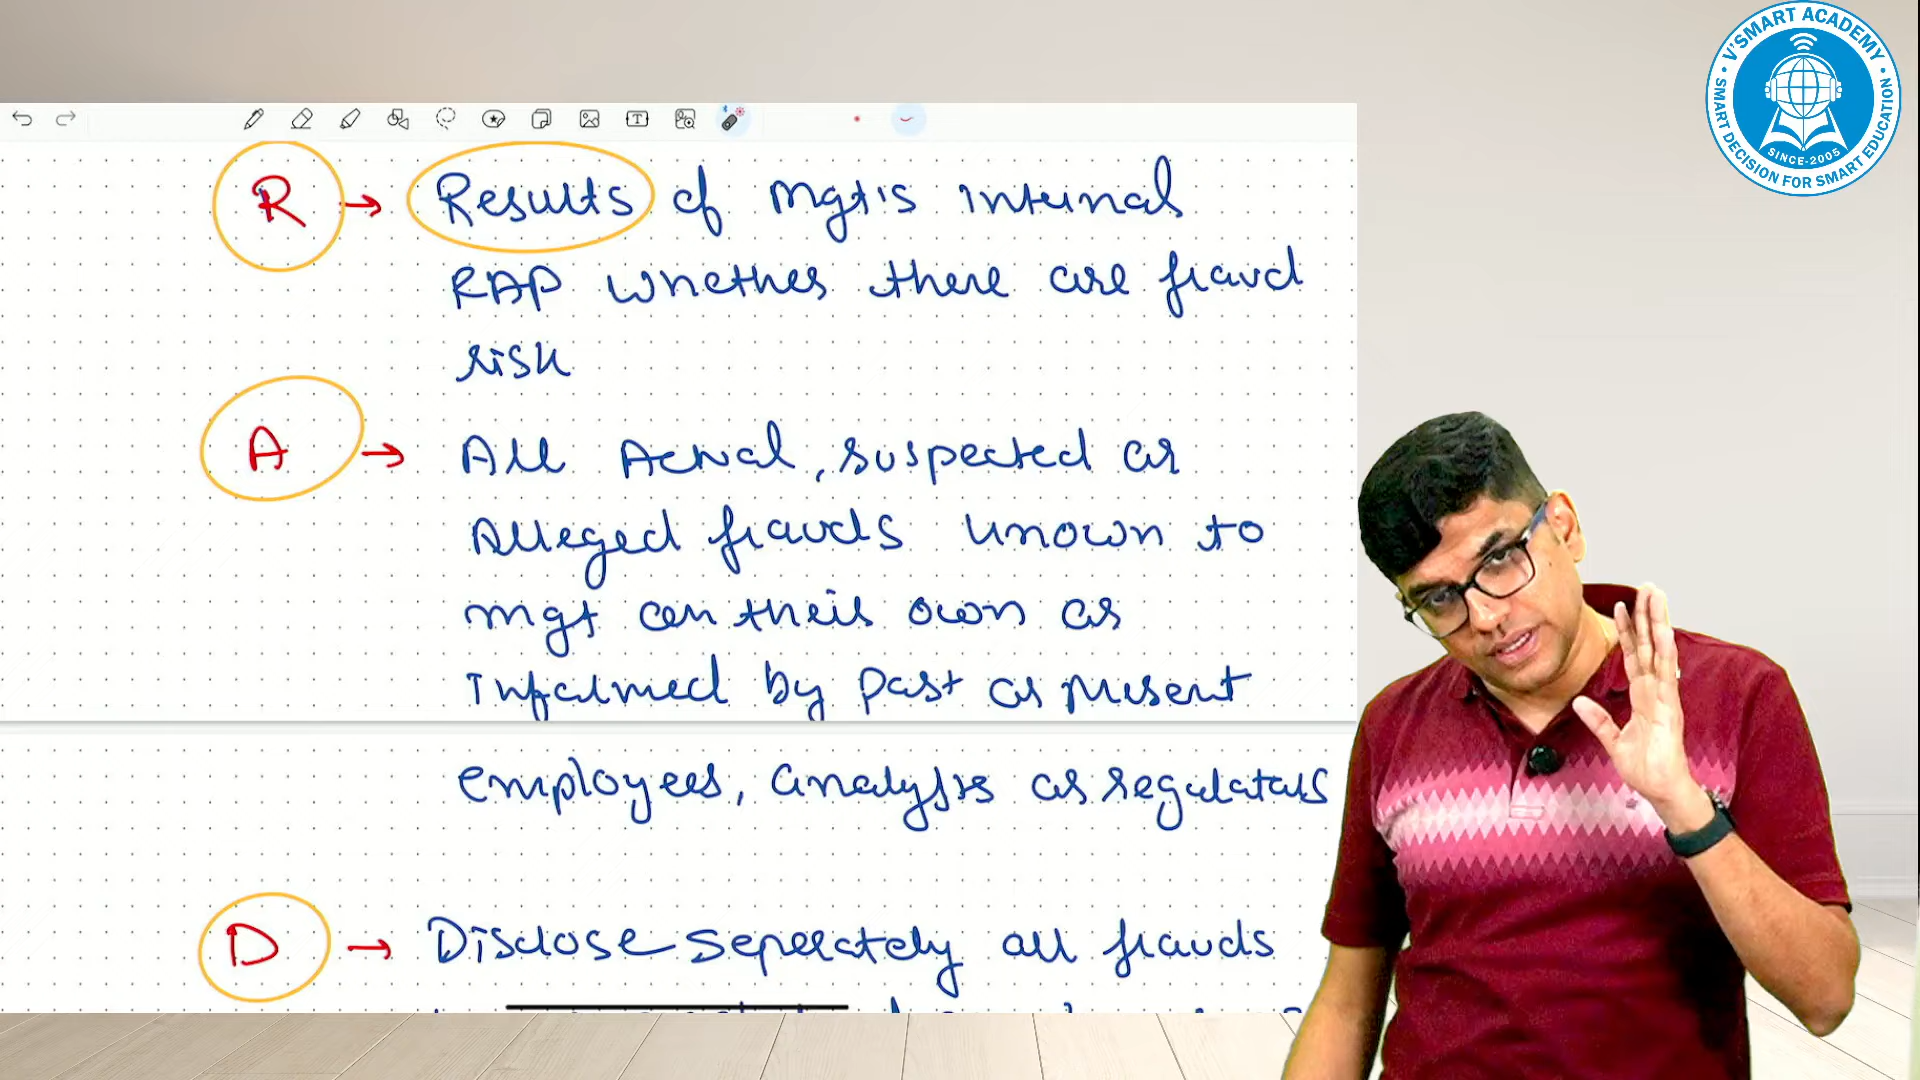 V'SMART ACADEMY
SMART DECISION FOR SMART EDUCATION
SINCE-2005
R → Results of mgt's internal
RAP whether there are fraud
risk
A → All Actual, suspected or
Alleged frauds known to
mgt on their own or
Informed by past or present
employees, analysts or regulators
D → Disclose seperately all frauds